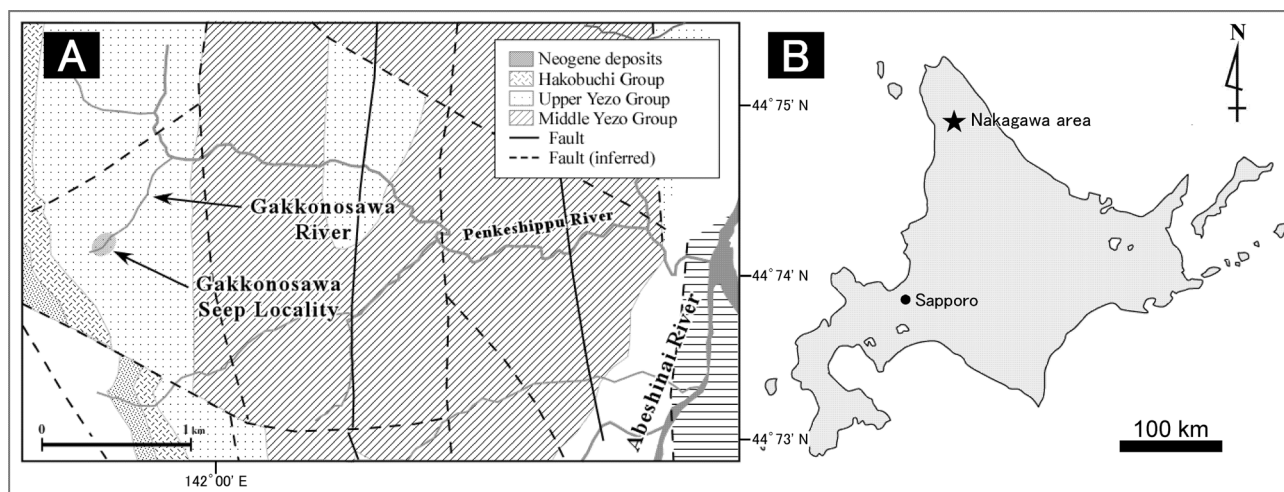 A
Neogene deposits
Hakobuchi Group
Upper Yezo Group
Middle Yezo Group
Fault
Fault (inferred)
Gakkonosawa
River
Penkeshippu River
Gakkonosawa
Seep Locality
Abeshinai River
0
1 km
142°00' E
44°75' N
44°74' N
44°73' N
B
N
Nakagawa area
Sapporo
100 km